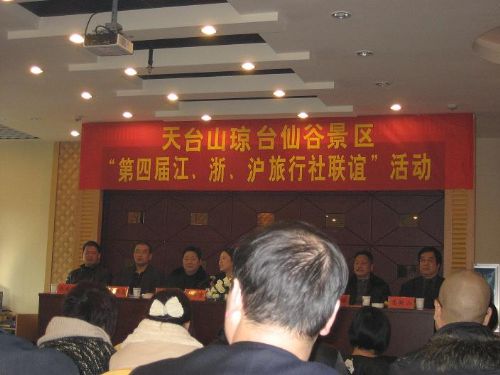 天台山琼台仙谷景区
“第四届江、浙、沪旅行社联谊”活动